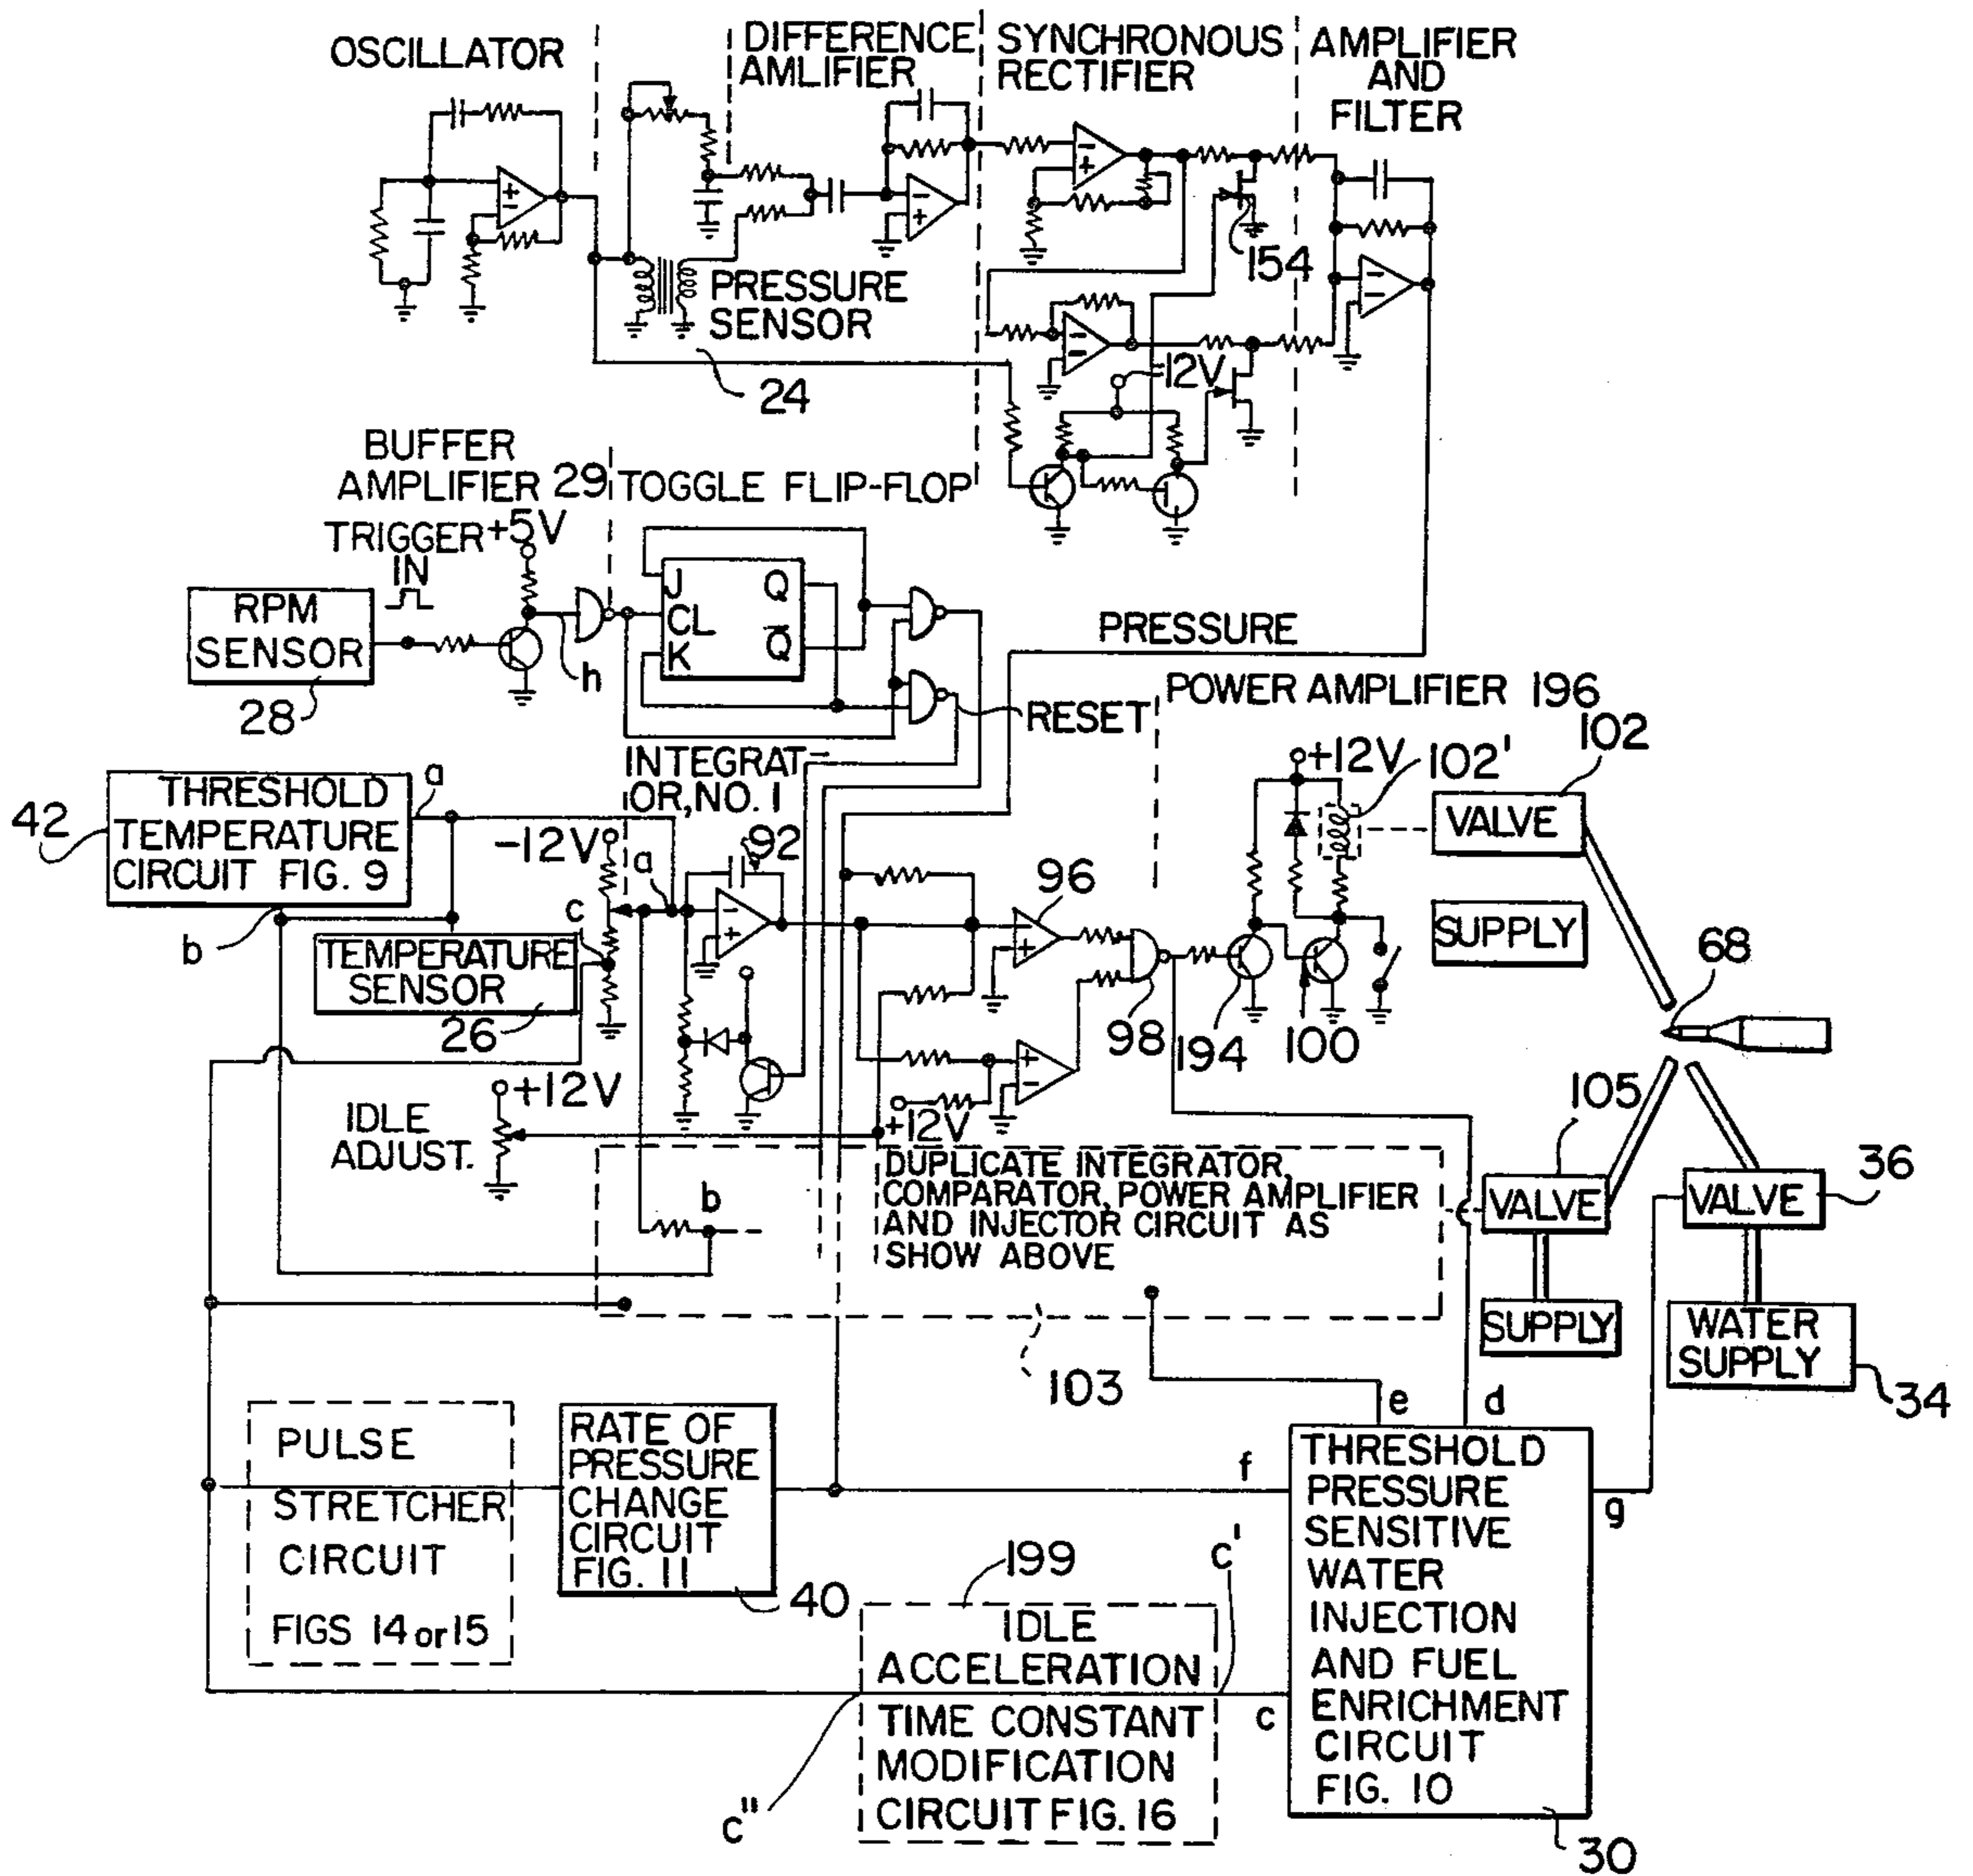 OSCILLATOR
DIFFERENCE
AMLIFIER
SYNCHRONOUS
RECTIFIER
AMPLIFIER
AND
FILTER
154
PRESSURE
SENSOR
24
12V
BUFFER
AMPLIFIER 29
TOGGLE FLIP-FLOP
TRIGGER
IN
+5V
RPM
SENSOR
28
h
J
CL
K
Q
Q̅
PRESSURE
RESET
POWER AMPLIFIER 196
102
+12V
102'
VALVE
SUPPLY
68
INTEGRAT-
OR, NO. 1
THRESHOLD
TEMPERATURE
CIRCUIT FIG. 9
42
a
b
-12V
a
c
92
96
98
194
100
TEMPERATURE
SENSOR
26
+12V
IDLE
ADJUST.
+12V
105
VALVE
SUPPLY
36
VALVE
WATER
SUPPLY
34
b
DUPLICATE INTEGRATOR,
COMPARATOR, POWER AMPLIFIER
AND INJECTOR CIRCUIT AS
SHOW ABOVE
103
e
d
f
g
PULSE
STRETCHER
CIRCUIT
FIGS 14 or 15
RATE OF
PRESSURE
CHANGE
CIRCUIT
FIG. 11
40
199
c'
c
c"
IDLE
ACCELERATION
TIME CONSTANT
MODIFICATION
CIRCUIT FIG. 16
THRESHOLD
PRESSURE
SENSITIVE
WATER
INJECTION
AND FUEL
ENRICHMENT
CIRCUIT
FIG. 10
30